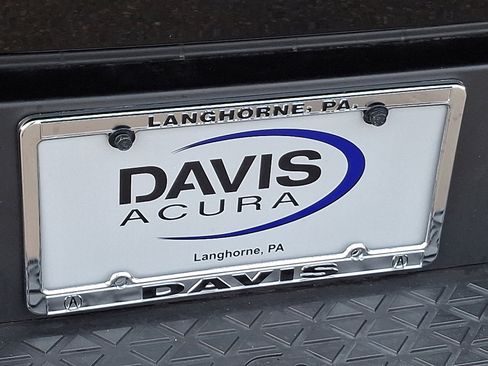 LANGHORNE, PA.
DAVIS
ACURA
Langhorne, PA
DAVIS